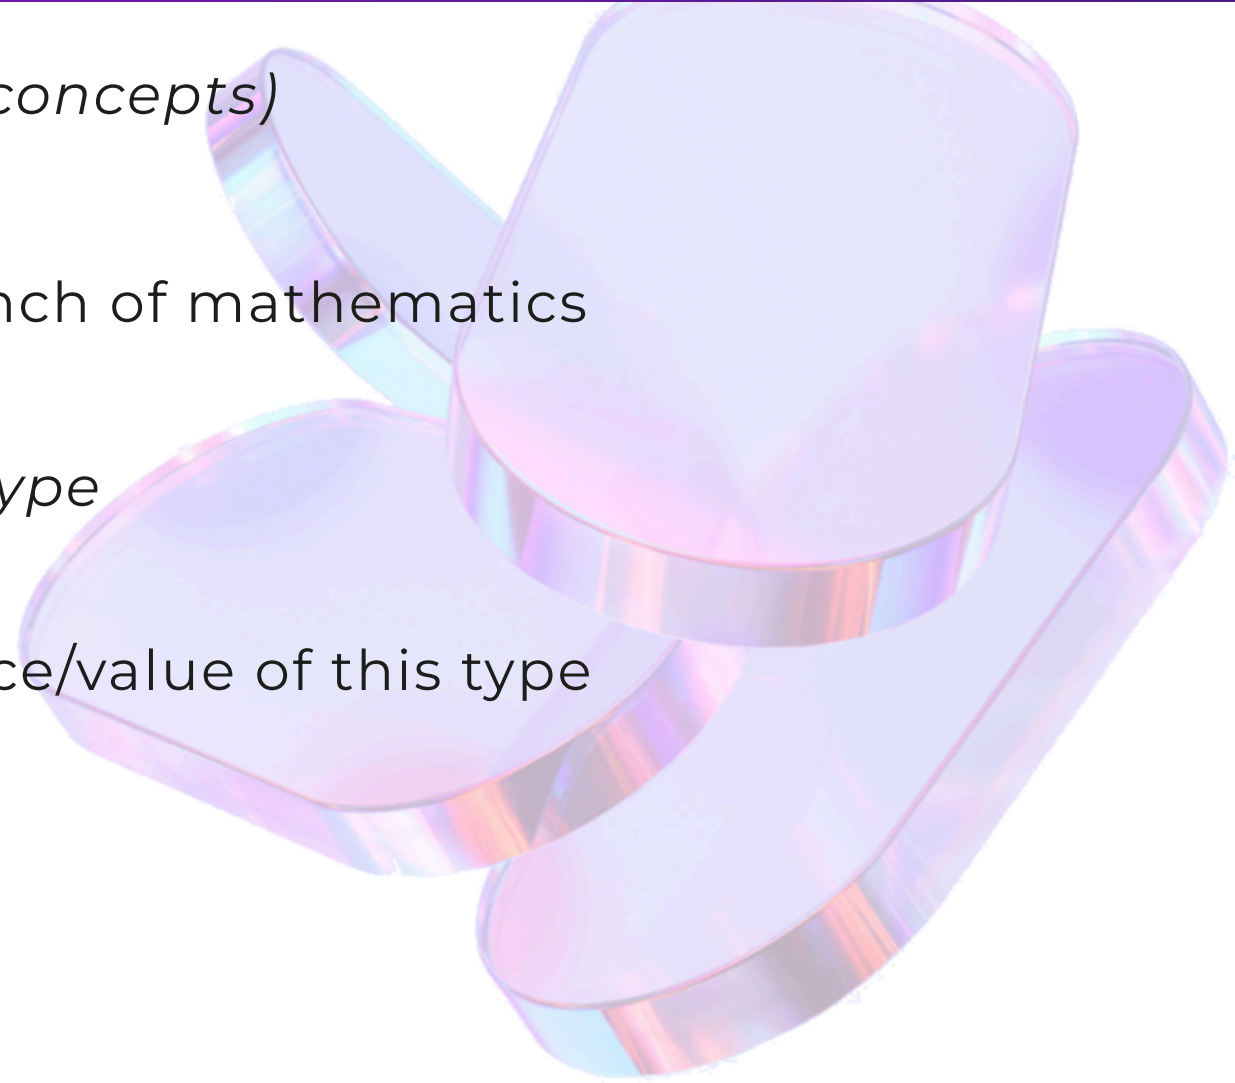 concepts)
nch of mathematics
ype
ce/value of this type